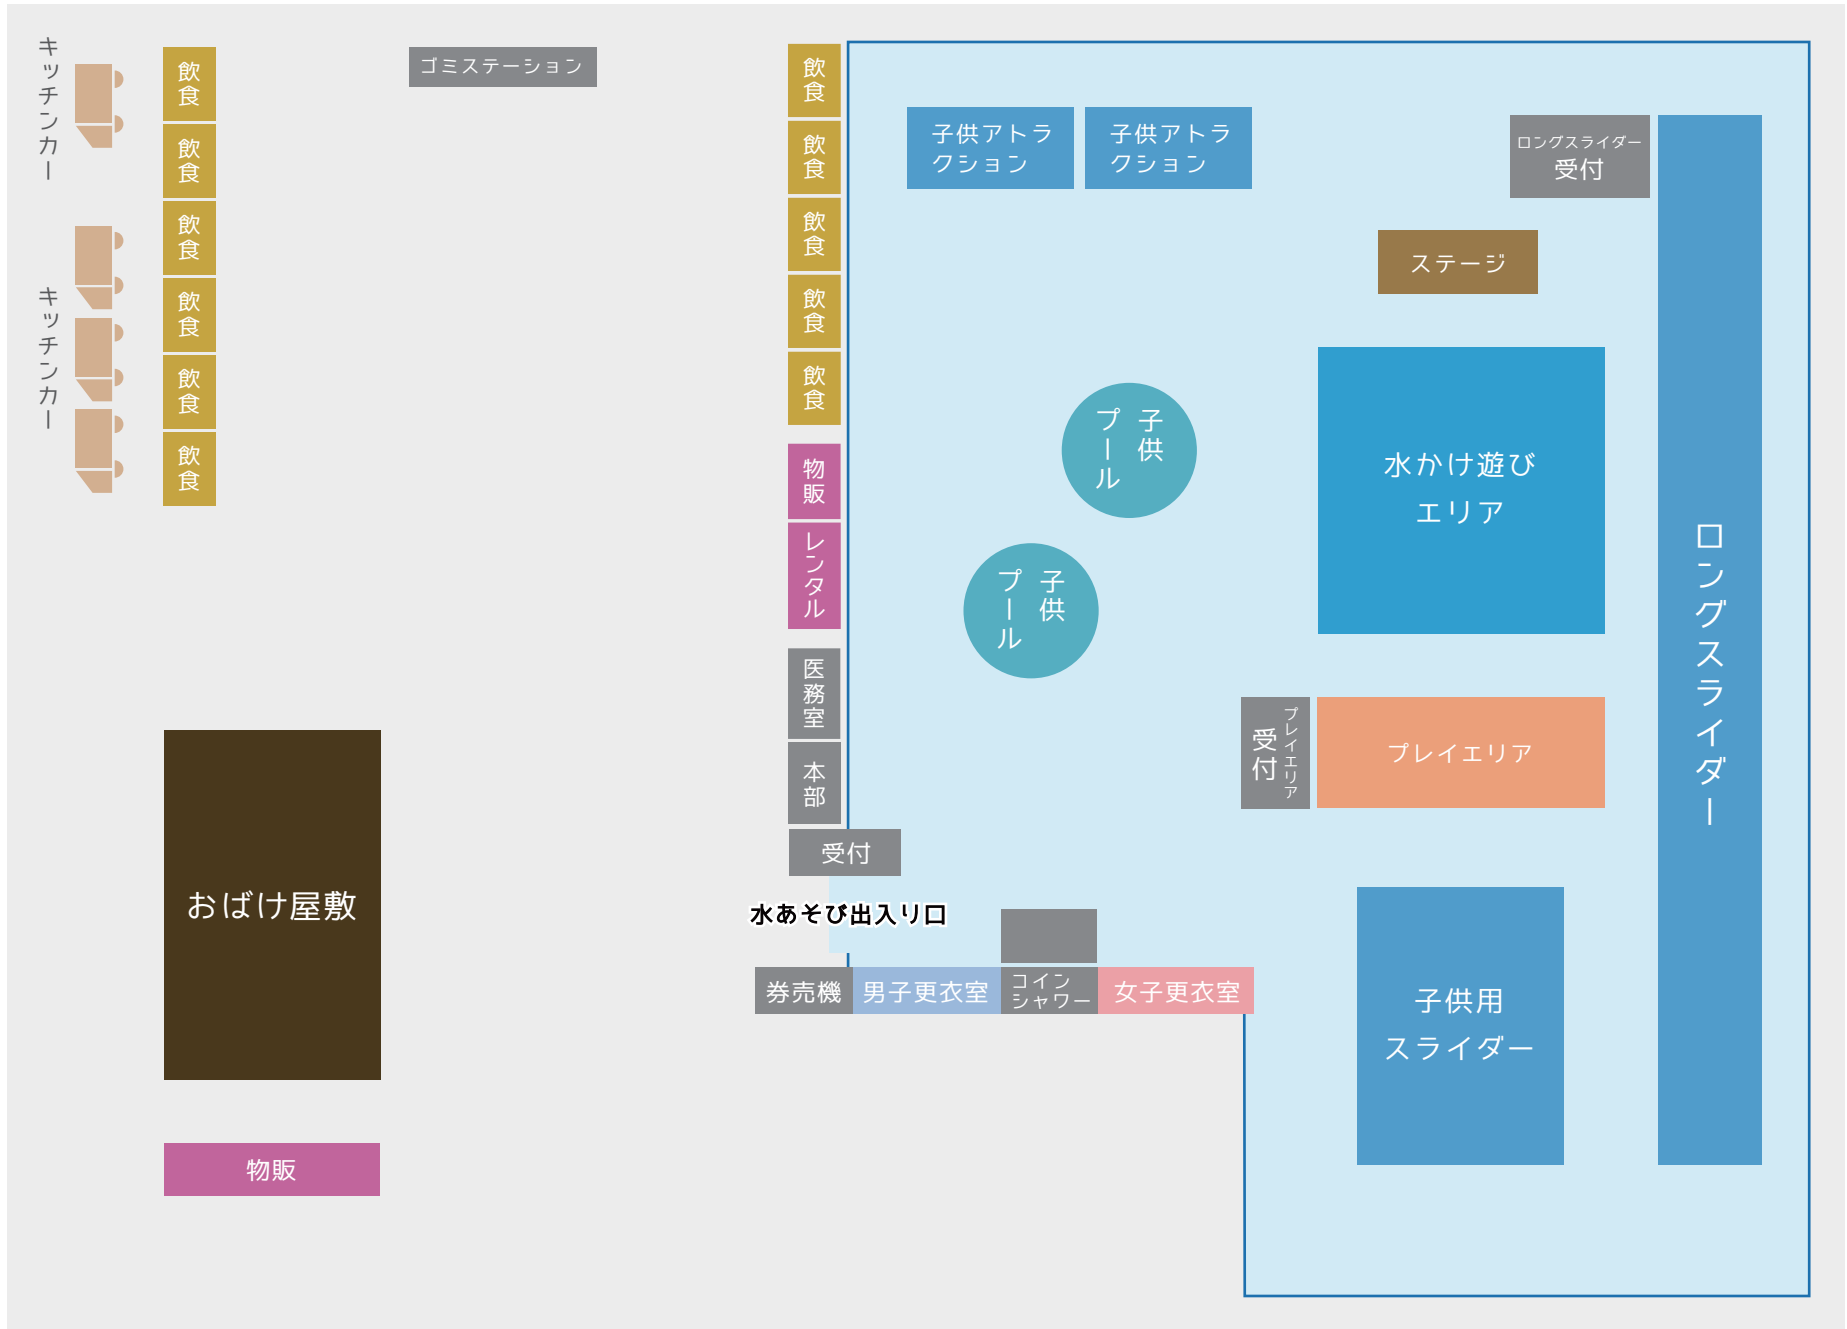 キッチンカー
キッチンカー
飲食
飲食
飲食
飲食
飲食
飲食
ゴミステーション
飲食
飲食
飲食
飲食
飲食
物販
レンタル
医務室
本部
受付
水あそび出入り口
券売機
男子更衣室
コイン
シャワー
女子更衣室
子供アトラ
クション
子供アトラ
クション
ロングスライダー
受付
ステージ
子供
プール
子供
プール
水かけ遊び
エリア
プレイエリア
受付
プレイエリア
ロングスライダー
子供用
スライダー
おばけ屋敷
物販